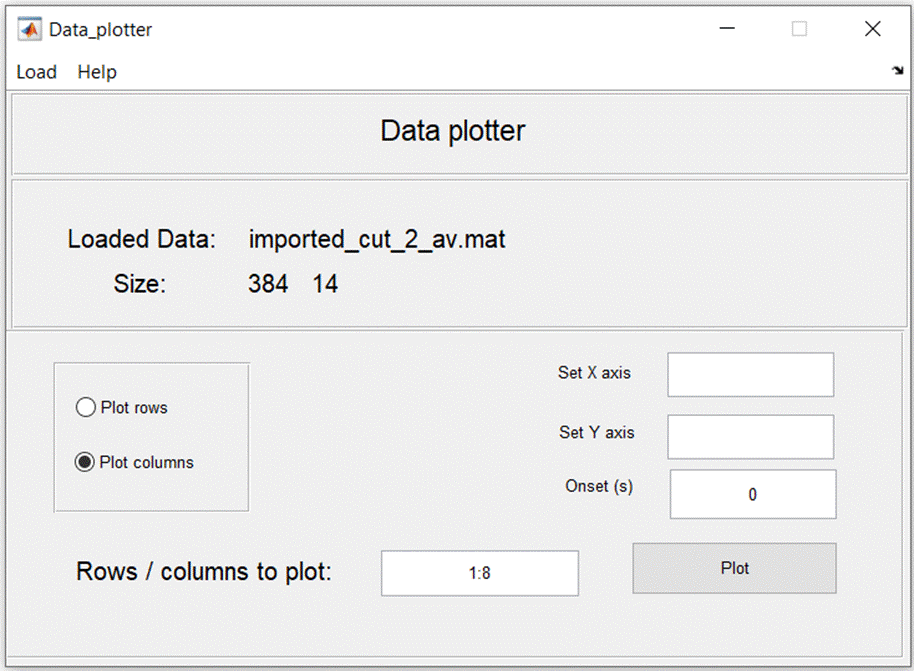 Data_plotter
Load Help
Data plotter
Loaded Data: imported_cut_2_av.mat
Size: 384 14
Plot rows
Plot columns
Set X axis
Set Y axis
Onset (s) 0
Rows / columns to plot: 1:8 Plot